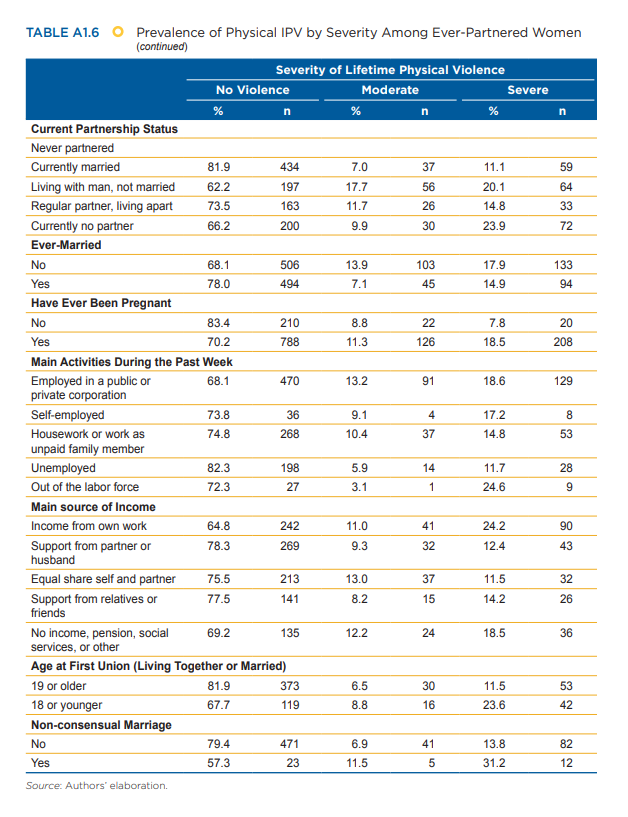 TABLE A1.6 Prevalence of Physical IPV by Severity Among Ever-Partnered Women
(continued)
Severity of Lifetime Physical Violence
No Violence Moderate Severe
% n % n % n
Current Partnership Status
Never partnered
Currently married 81.9 434 7.0 37 11.1 59
Living with man, not married 62.2 197 17.7 56 20.1 64
Regular partner, living apart 73.5 163 11.7 26 14.8 33
Currently no partner 66.2 200 9.9 30 23.9 72
Ever-Married
No 68.1 506 13.9 103 17.9 133
Yes 78.0 494 7.1 45 14.9 94
Have Ever Been Pregnant
No 83.4 210 8.8 22 7.8 20
Yes 70.2 788 11.3 126 18.5 208
Main Activities During the Past Week
Employed in a public or 68.1 470 13.2 91 18.6 129
private corporation
Self-employed 73.8 36 9.1 4 17.2 8
Housework or work as 74.8 268 10.4 37 14.8 53
unpaid family member
Unemployed 82.3 198 5.9 14 11.7 28
Out of the labor force 72.3 27 3.1 1 24.6 9
Main source of Income
Income from own work 64.8 242 11.0 41 24.2 90
Support from partner or 78.3 269 9.3 32 12.4 43
husband
Equal share self and partner 75.5 213 13.0 37 11.5 32
Support from relatives or 77.5 141 8.2 15 14.2 26
friends
No income, pension, social 69.2 135 12.2 24 18.5 36
services, or other
Age at First Union (Living Together or Married)
19 or older 81.9 373 6.5 30 11.5 53
18 or younger 67.7 119 8.8 16 23.6 42
Non-consensual Marriage
No 79.4 471 6.9 41 13.8 82
Yes 57.3 23 11.5 5 31.2 12
Source: Authors' elaboration.